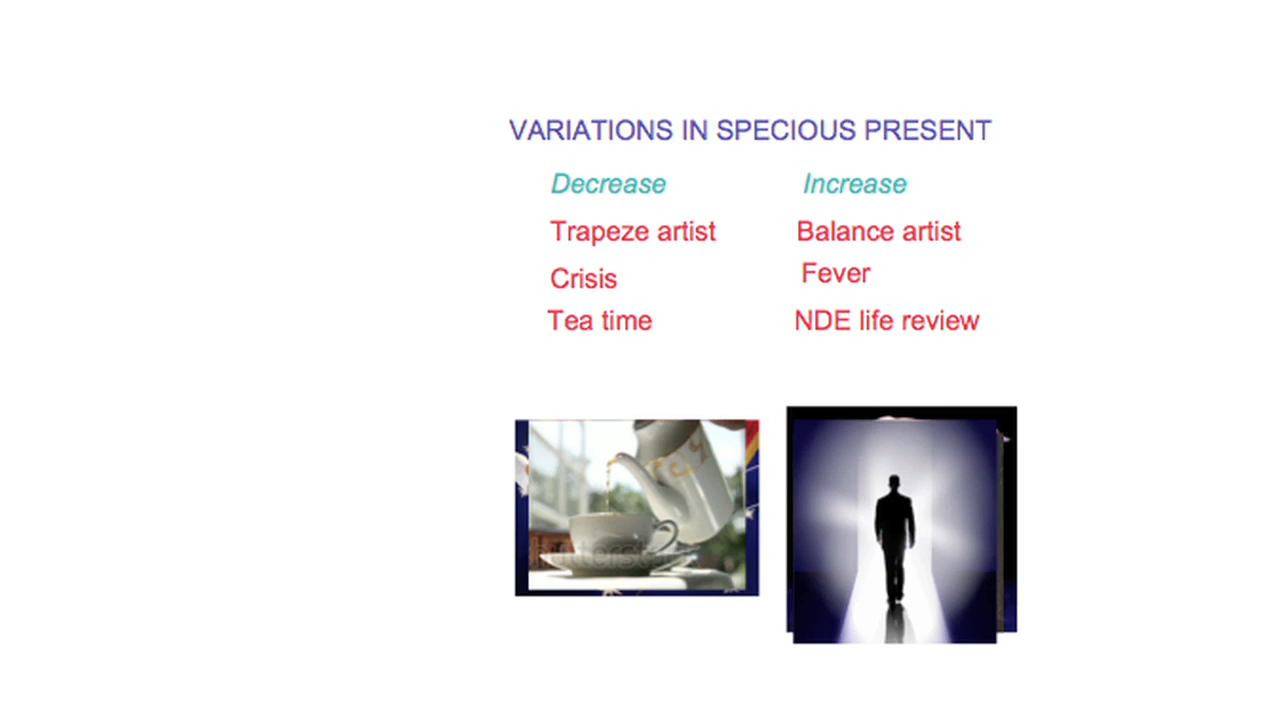 VARIATIONS IN SPECIOUS PRESENT
Decrease
Increase
Trapeze artist
Balance artist
Crisis
Fever
Tea time
NDE life review